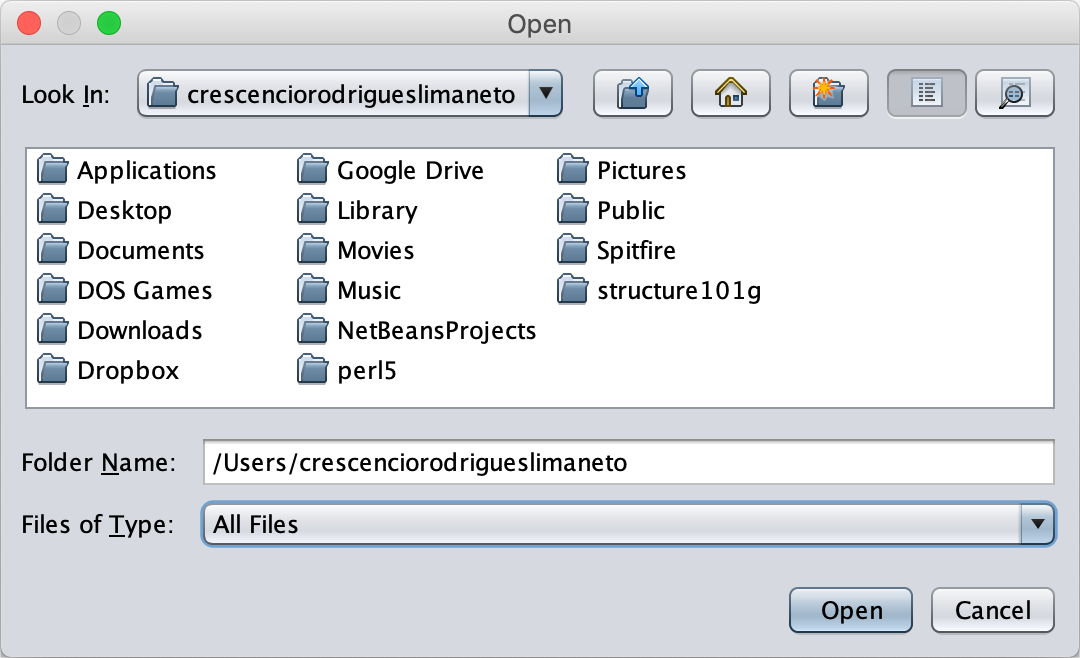 Open
Look In: crescenciorodrigueslimaneto
Applications Google Drive Pictures
Desktop Library Public
Documents Movies Spitfire
DOS Games Music structure101g
Downloads NetBeansProjects
Dropbox perl5
Folder Name: /Users/crescenciorodrigueslimaneto
Files of Type: All Files
Open Cancel